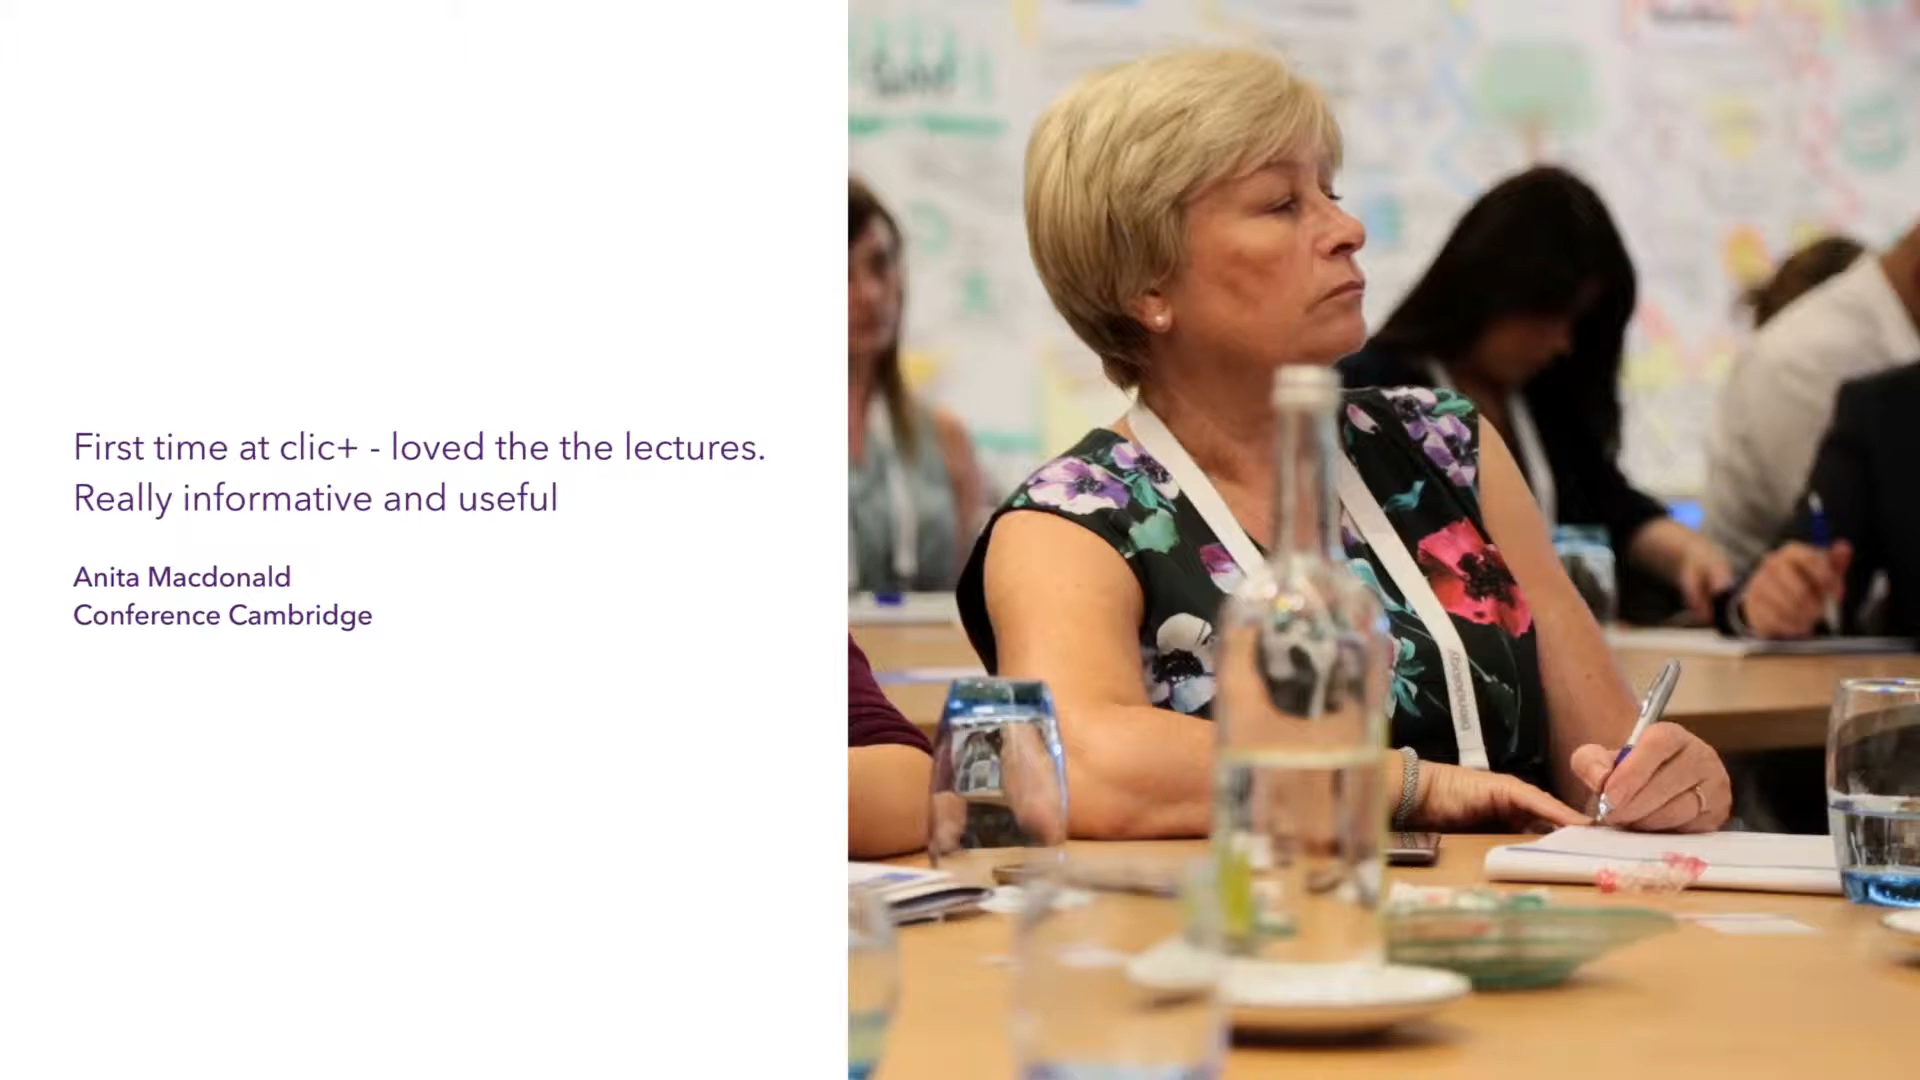 First time at clic+ - loved the the lectures.
Really informative and useful
Anita Macdonald
Conference Cambridge